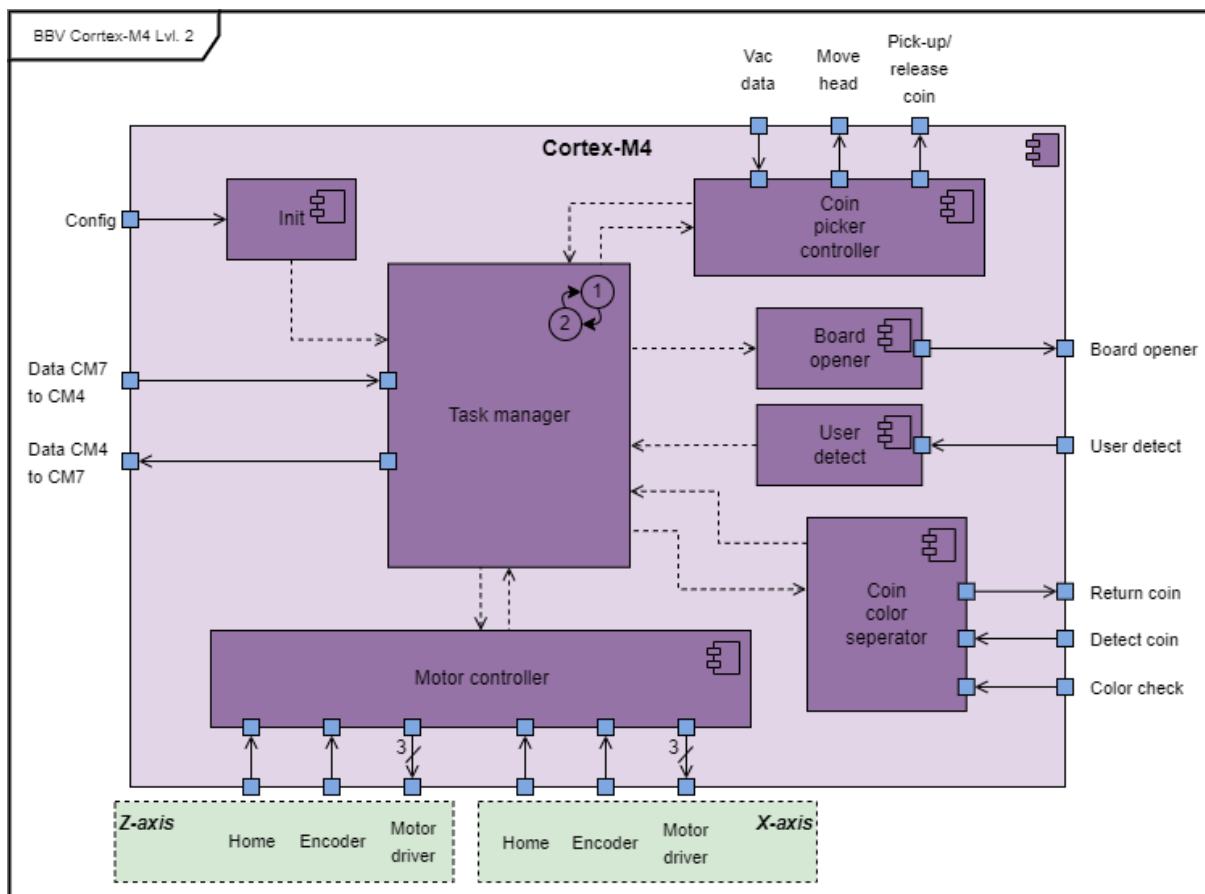 BBV Corrtex-M4 Lvl. 2
Vac
data
Move
head
Pick-up/
release
coin
Cortex-M4
Config
Init
Coin
picker
controller
1
2
Board
opener
Board opener
Data CM7
to CM4
Task manager
User
detect
User detect
Data CM4
to CM7
Coin
color
seperator
Return coin
Detect coin
Color check
Motor controller
3
3
Z-axis
Home
Encoder
Motor
driver
Home
Encoder
Motor
driver
X-axis